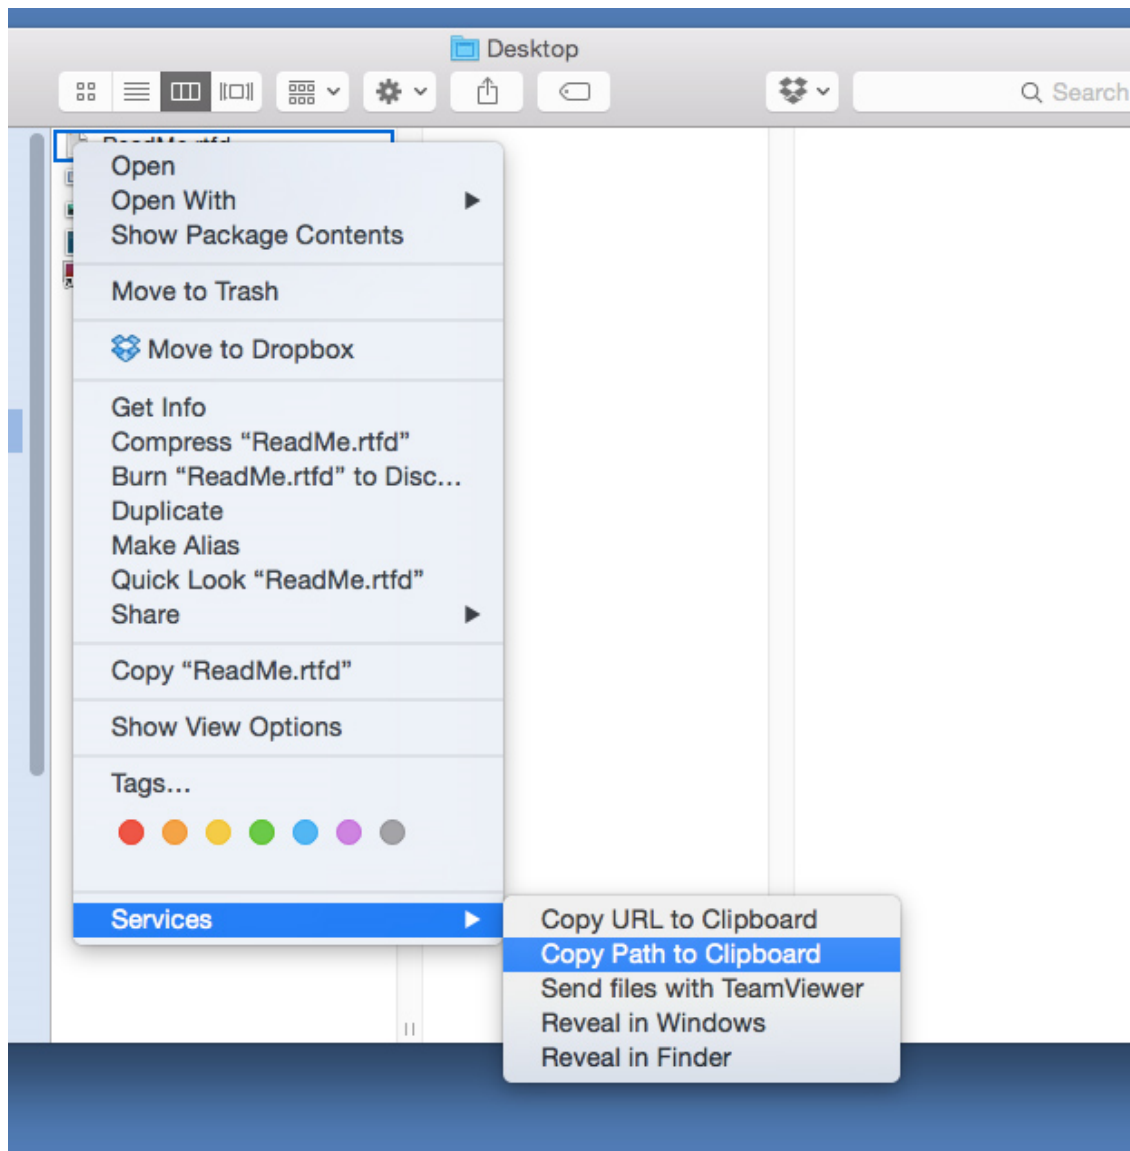 Desktop
Search
ReadMe.rtfd
Open
Open With
Show Package Contents
Move to Trash
Move to Dropbox
Get Info
Compress “ReadMe.rtfd”
Burn “ReadMe.rtfd” to Disc...
Duplicate
Make Alias
Quick Look “ReadMe.rtfd”
Share
Copy “ReadMe.rtfd”
Show View Options
Tags...
Services
Copy URL to Clipboard
Copy Path to Clipboard
Send files with TeamViewer
Reveal in Windows
Reveal in Finder